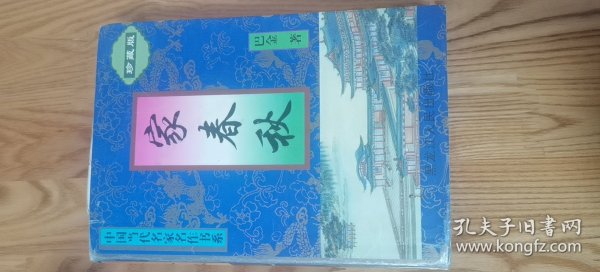 珍藏版
巴金 著
家春秋
中国当代名家名作书系
孔夫子旧书网
www.kongfz.com